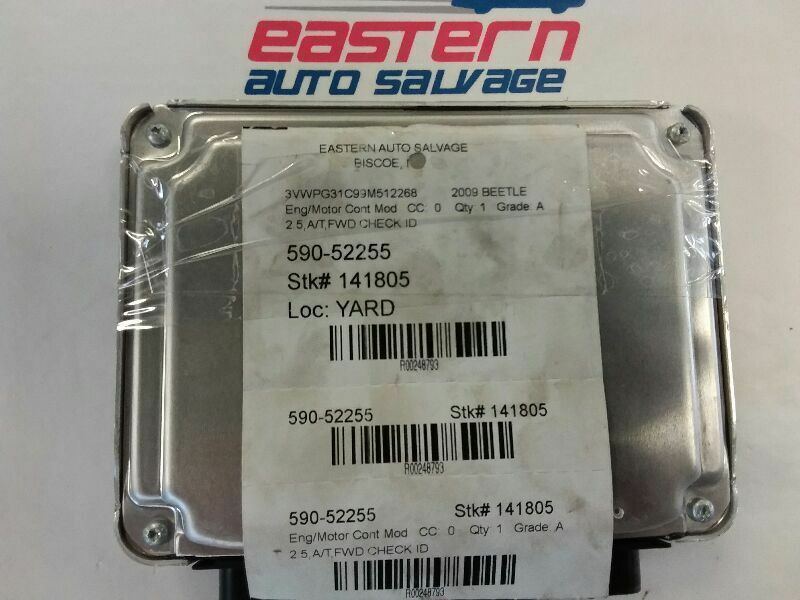 eastern
AUTO SALVAGE
EASTERN AUTO SALVAGE
BISCOE,
3VWPG31C99M512268 2009 BEETLE
Eng/Motor Cont Mod CC: 0 Qty: 1 Grade: A
2.5,A/T,FWD CHECK ID
590-52255
Stk# 141805
Loc: YARD
R00248793
590-52255 Stk# 141805
R00248793
590-52255 Stk# 141805
Eng/Motor Cont Mod CC: 0 Qty: 1 Grade: A
2.5,A/T,FWD CHECK ID
R00248793